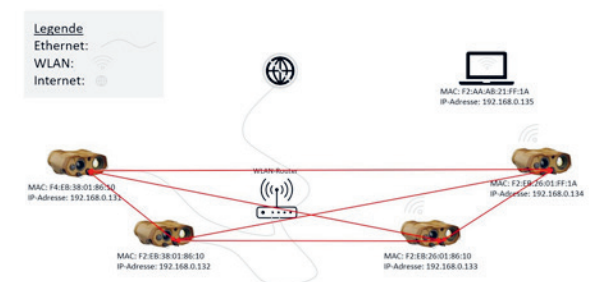 Legende
Ethernet:
WLAN:
Internet:
MAC: F2:AA:AB:21:FF:1A
IP-Adresse: 192.168.0.135
WLAN-Router
MAC: F4:EB:38:01:86:10
IP-Adresse: 192.168.0.131
MAC: F2:EB:26:01:FF:1A
IP-Adresse: 192.168.0.134
MAC: F2:EB:38:01:86:10
IP-Adresse: 192.168.0.132
MAC: F2:EB:26:01:86:10
IP-Adresse: 192.168.0.133